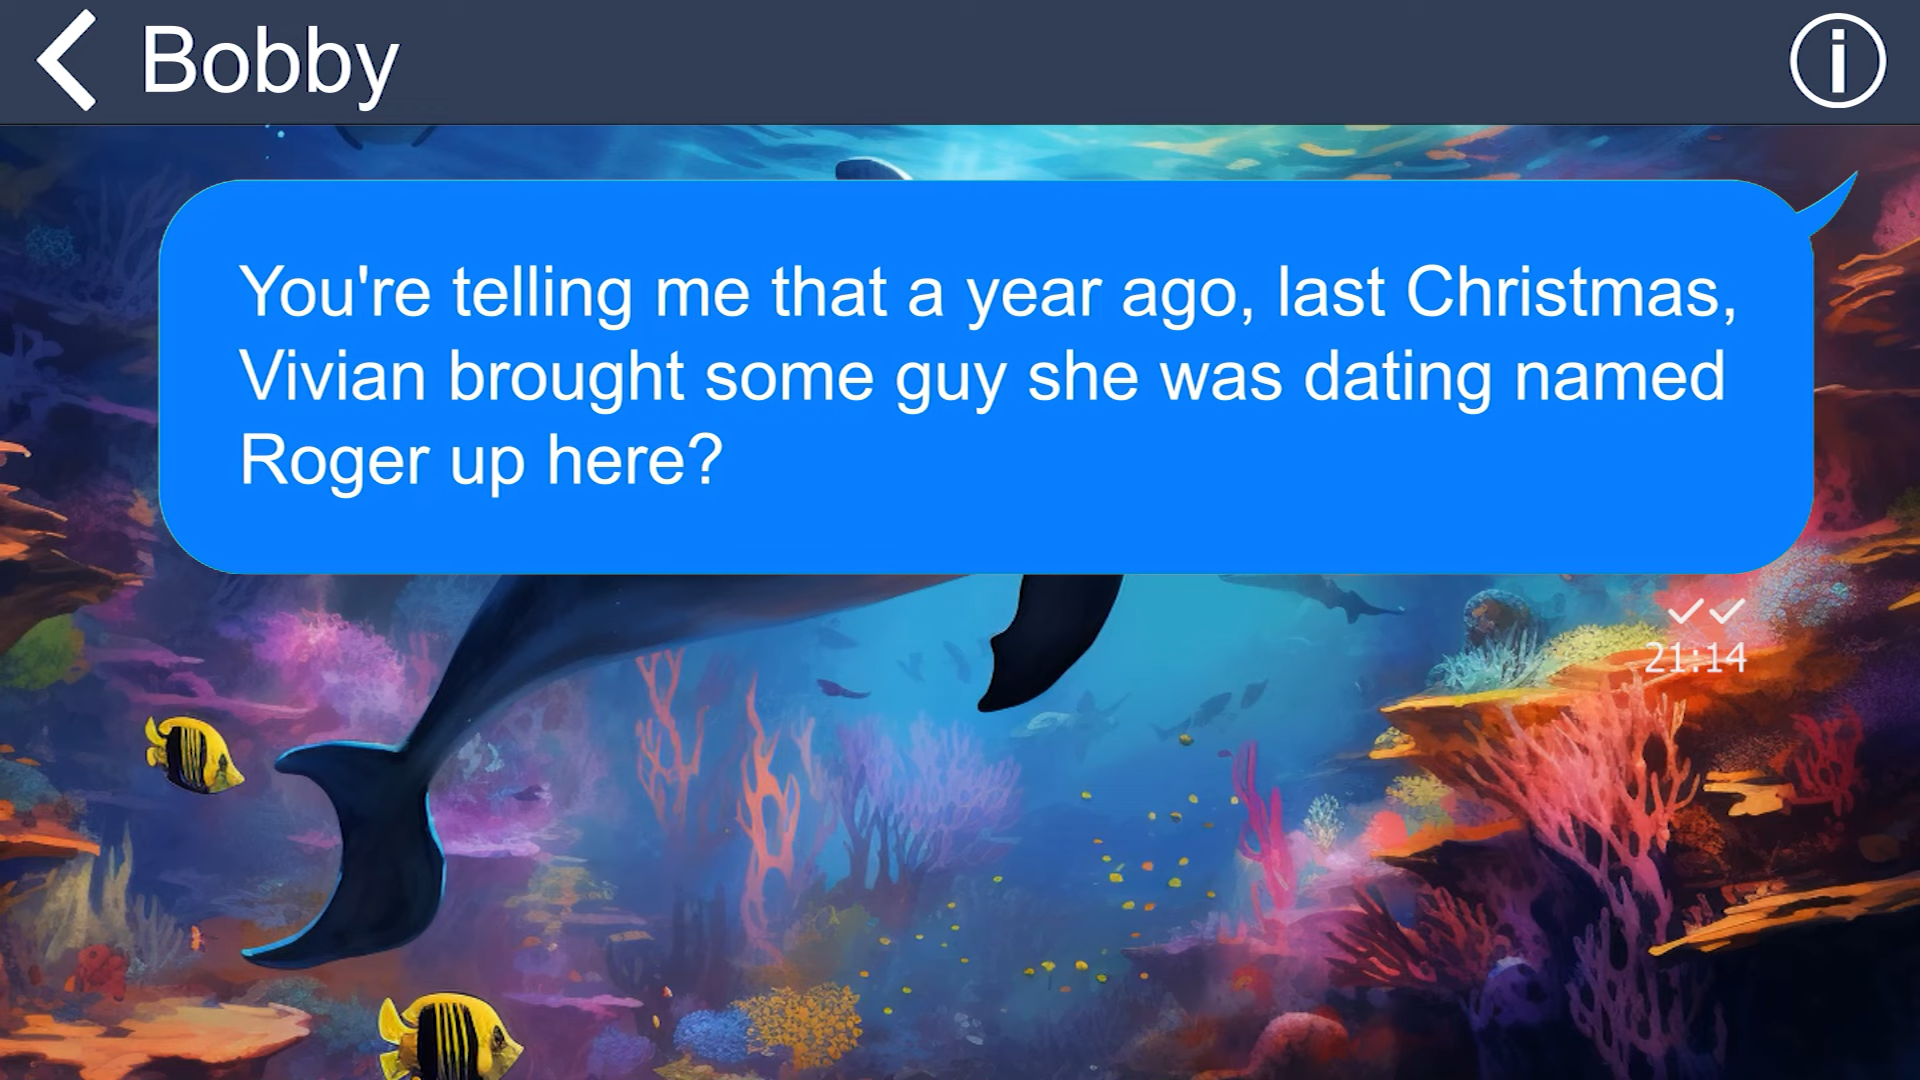 Bobby
You're telling me that a year ago, last Christmas,
Vivian brought some guy she was dating named
Roger up here?
21:14